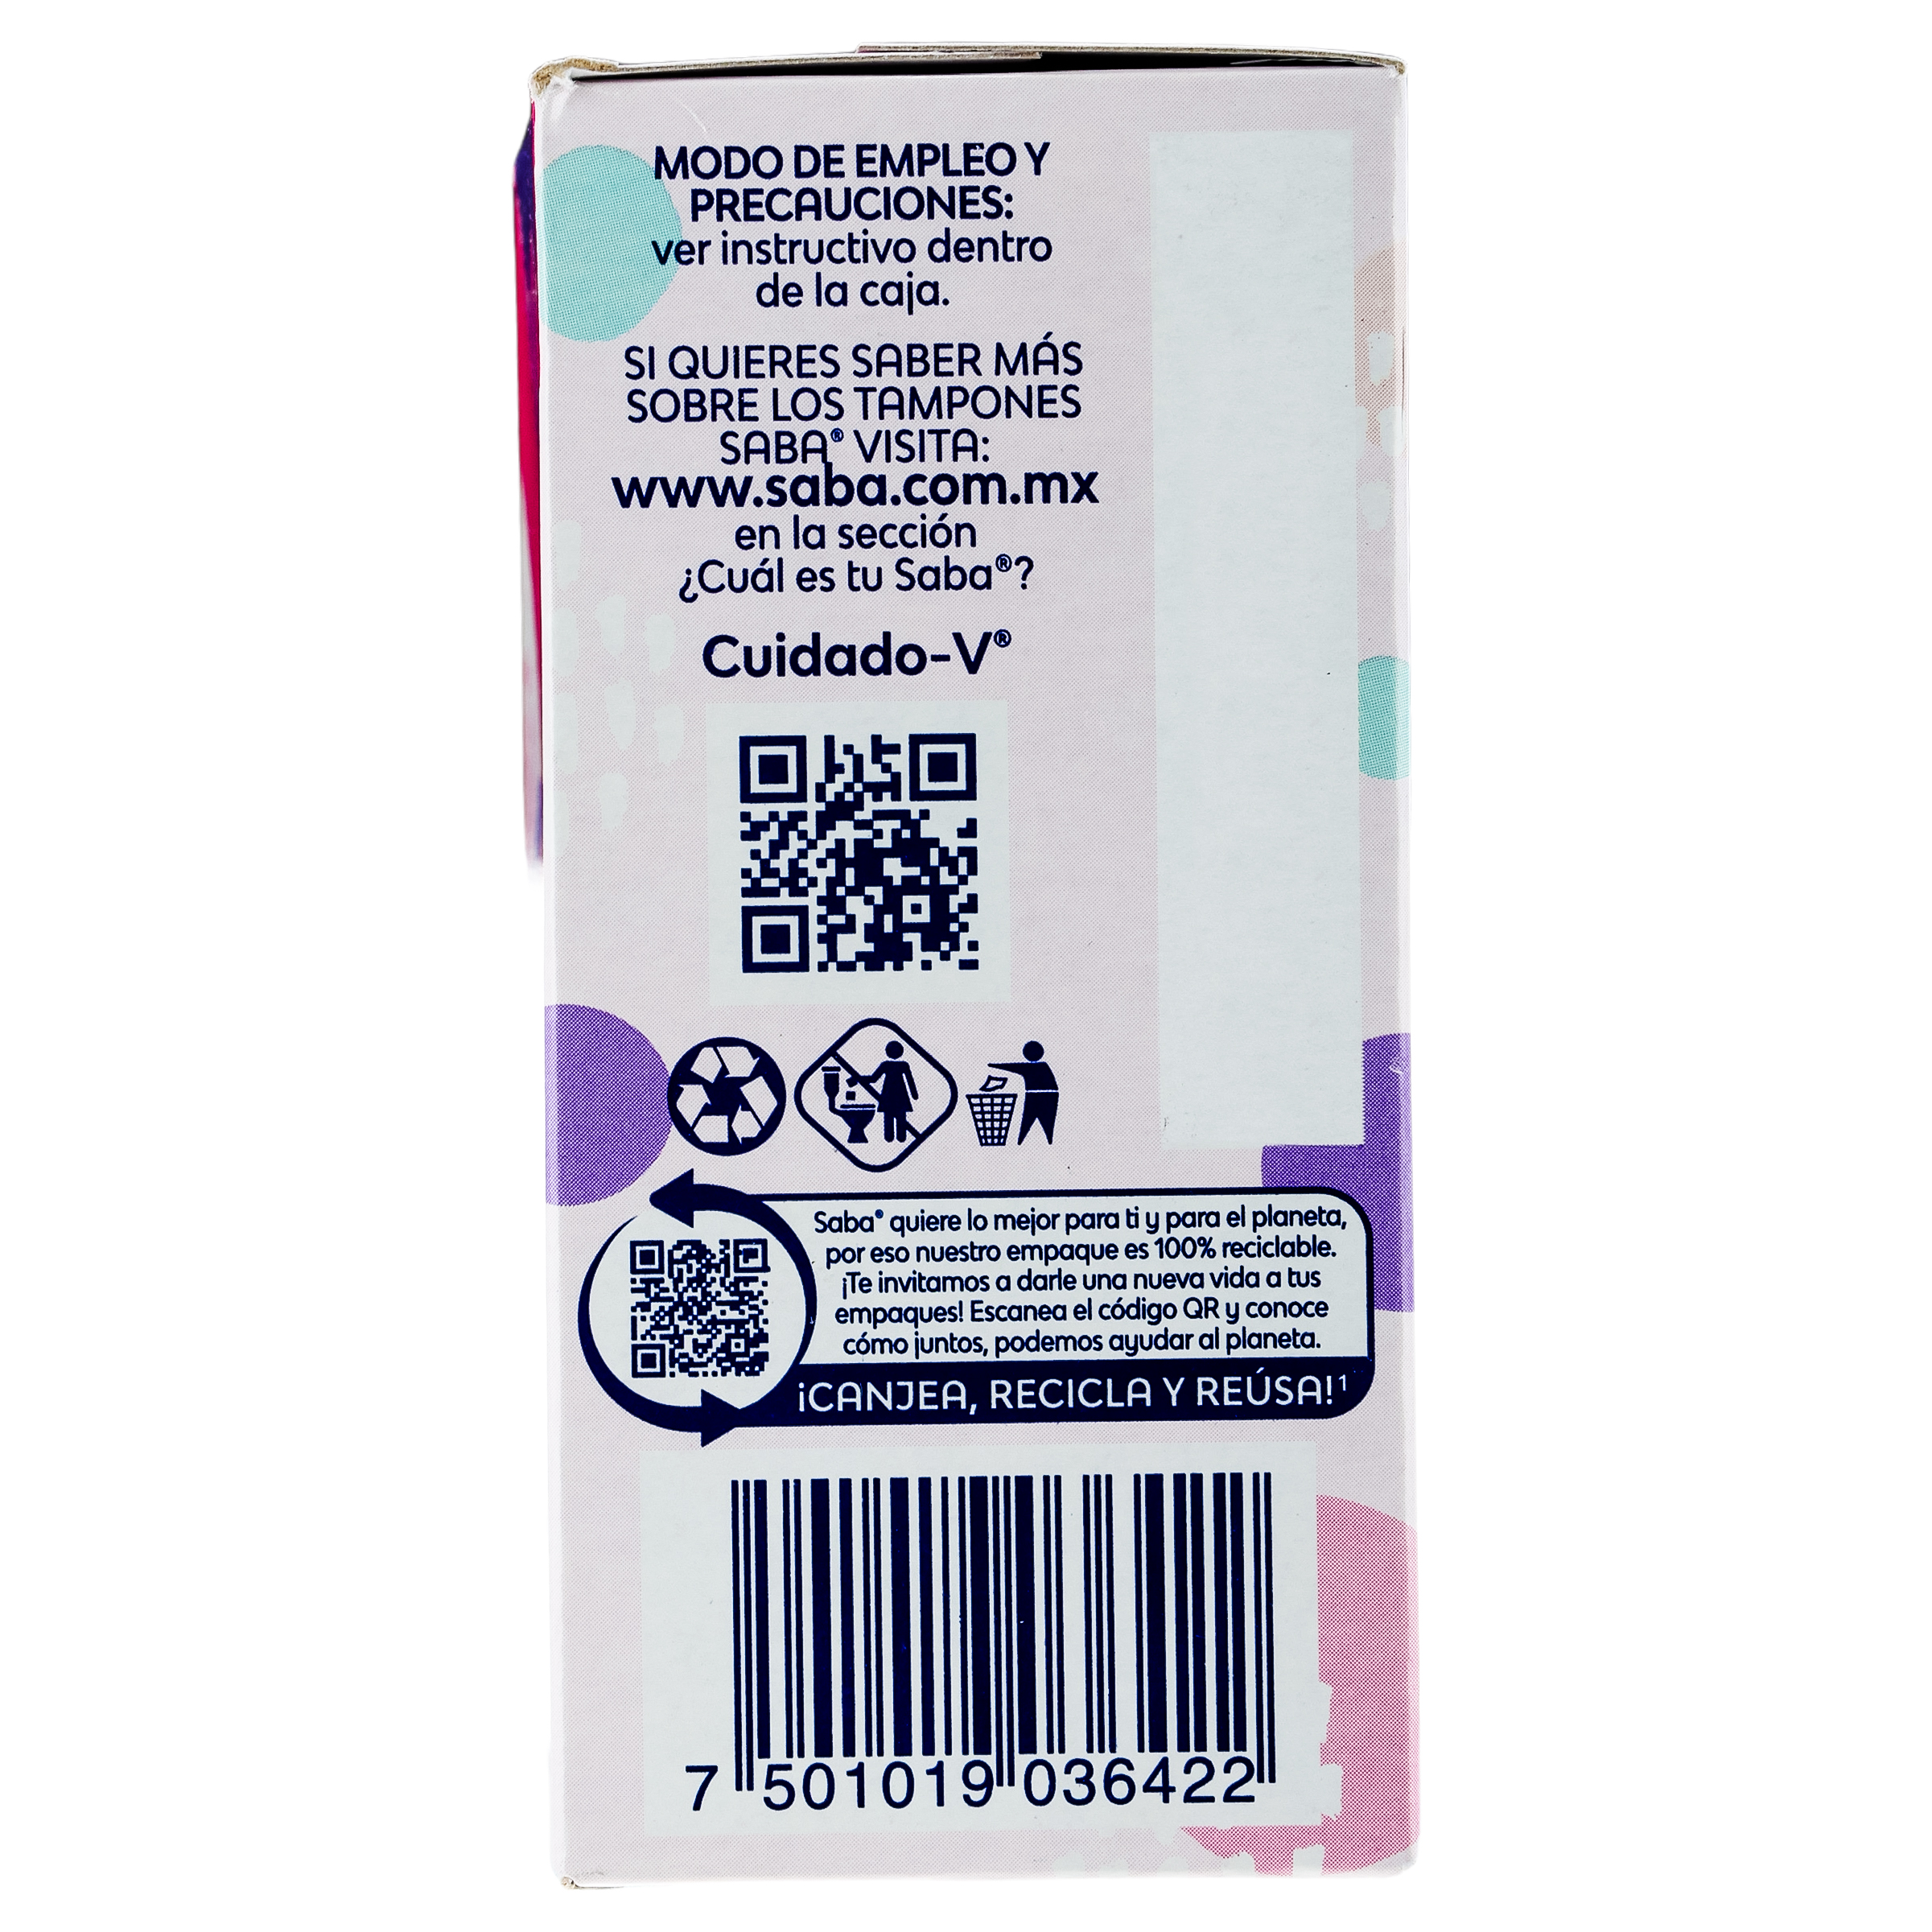 MODO DE EMPLEO Y
PRECAUCIONES:
ver instructivo dentro
de la caja.
SI QUIERES SABER MÁS
SOBRE LOS TAMPONES
SABA® VISITA:
www.saba.com.mx
en la sección
¿Cuál es tu Saba®?
Cuidado-V®
Saba® quiere lo mejor para ti y para el planeta,
por eso nuestro empaque es 100% reciclable.
¡Te invitamos a darle una nueva vida a tus
empaques! Escanea el código QR y conoce
cómo juntos, podemos ayudar al planeta.
¡CANJEA, RECICLA Y REÚSA!¹
7 501019 036422